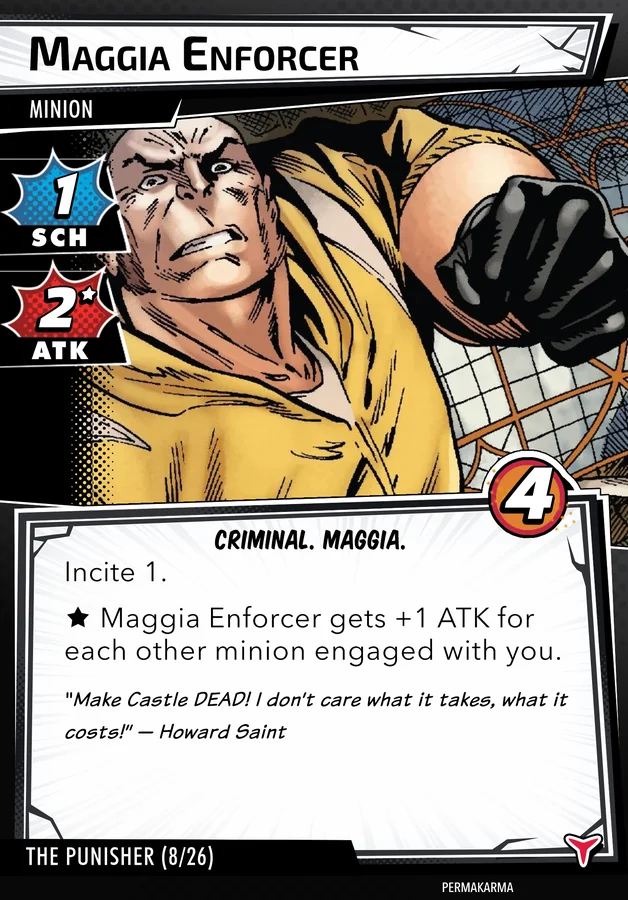 MAGGIA ENFORCER
MINION
1
SCH
2★
ATK
4
CRIMINAL. MAGGIA.
Incite 1.
★ Maggia Enforcer gets +1 ATK for
each other minion engaged with you.
"Make Castle DEAD! I don't care what it takes, what it
costs!" — Howard Saint
THE PUNISHER (8/26)
PERMAKARMA